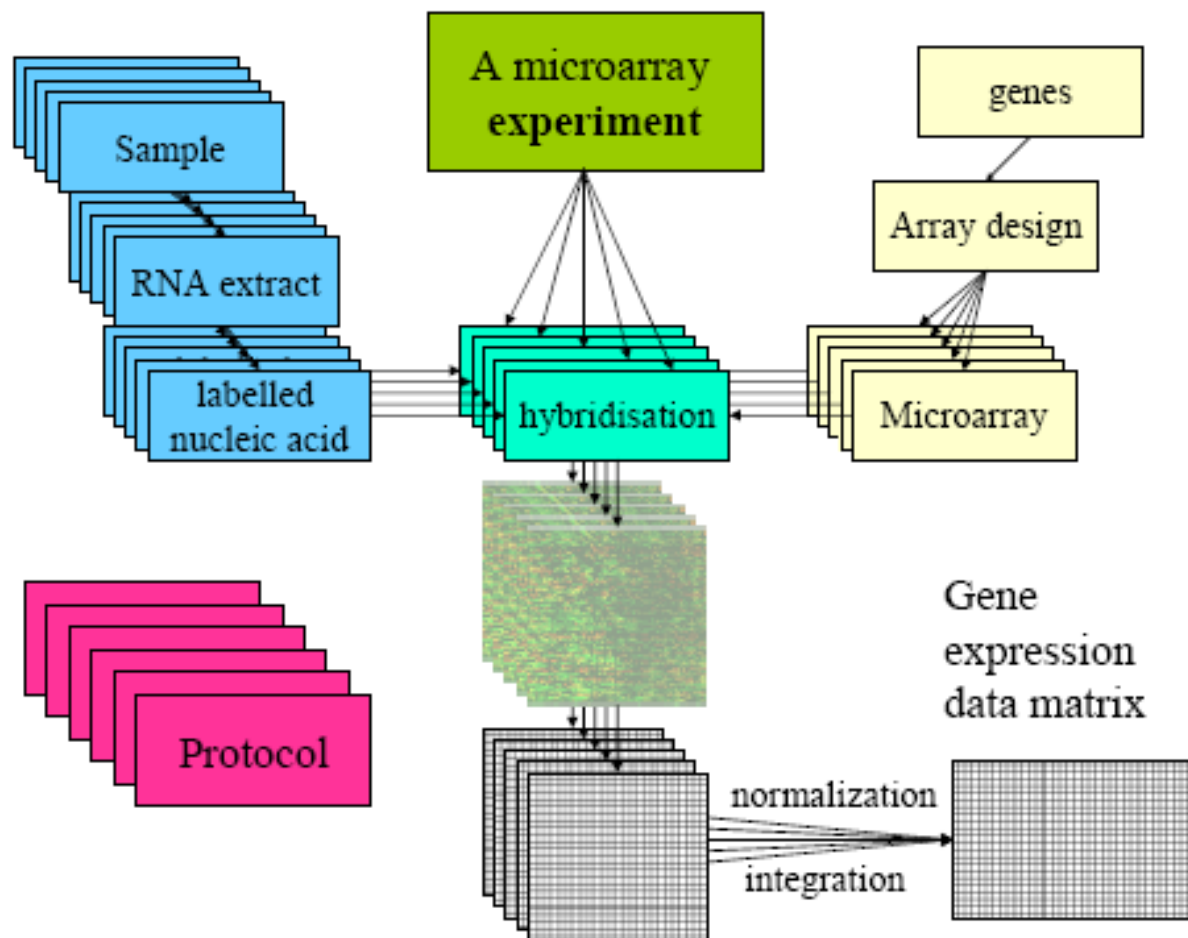 A microarray
experiment
genes
Sample
Array design
RNA extract
labelled
nucleic acid
hybridisation
Microarray
Gene
expression
data matrix
Protocol
normalization
integration